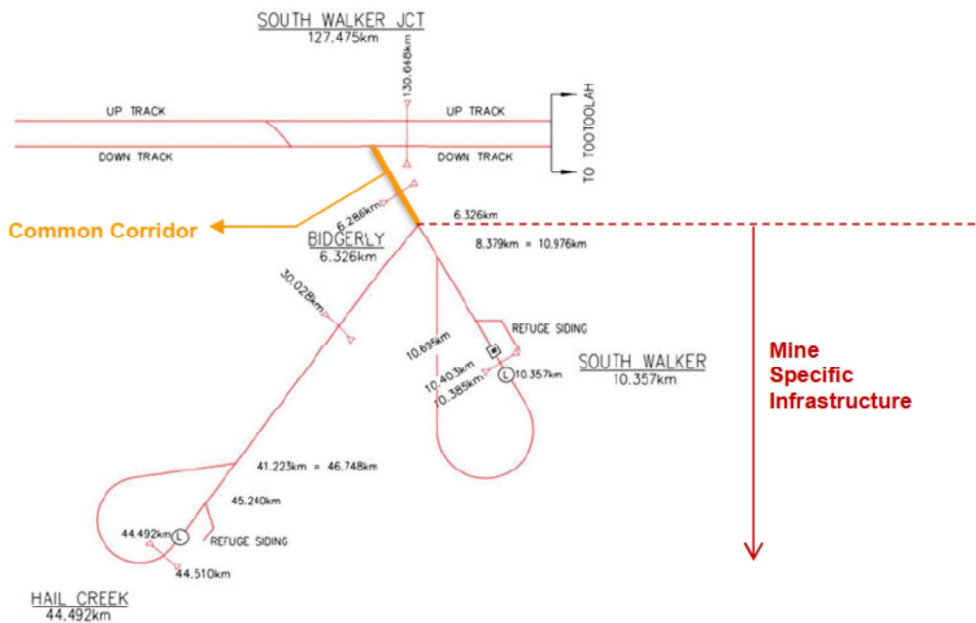 SOUTH WALKER JCT
127.475km
130.648km
UP TRACK
UP TRACK
DOWN TRACK
DOWN TRACK
TO TOOTOOLAH
Common Corridor
6.286km
6.326km
BIDGERLY
6.326km
8.379km = 10.976km
30.028km
REFUGE SIDING
10.695km
10.403km
10.385km
L
10.357km
SOUTH WALKER
10.357km
Mine
Specific
Infrastructure
41.223km = 46.748km
45.240km
44.492km
L
REFUGE SIDING
44.510km
HAIL CREEK
44.492km